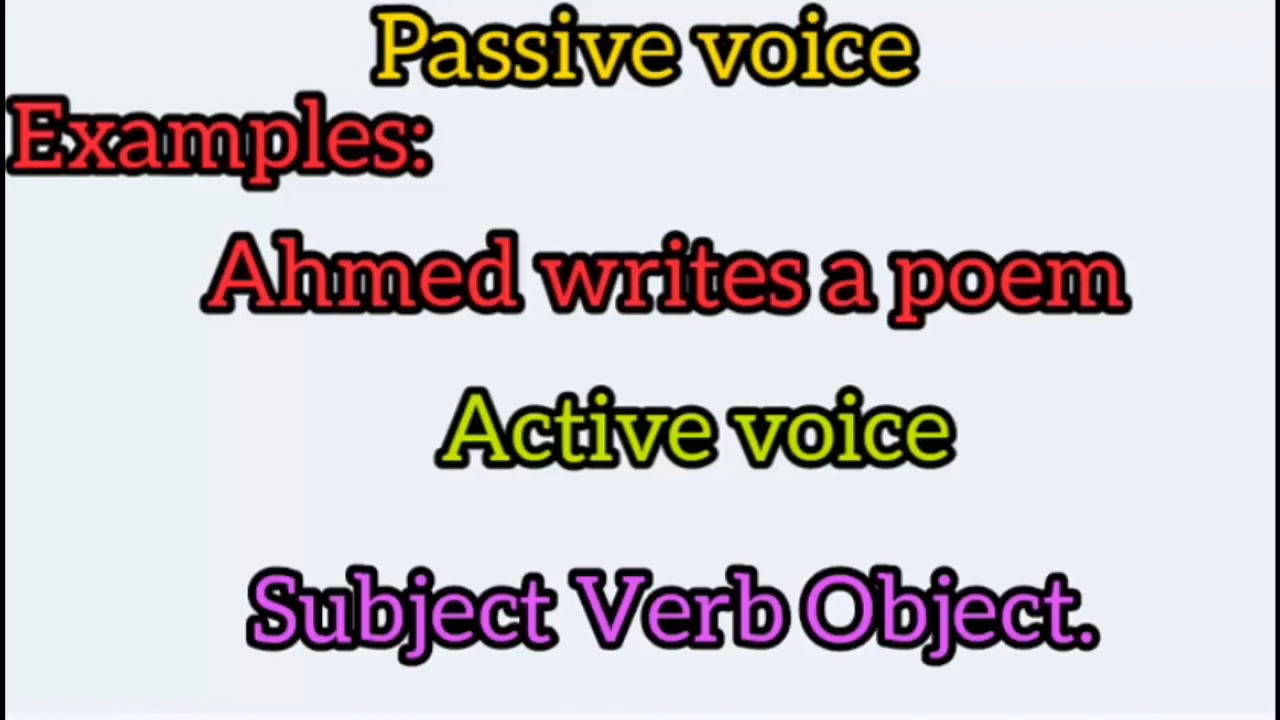 Passive voice
Examples:
Ahmed writes a poem
Active voice
Subject Verb Object.